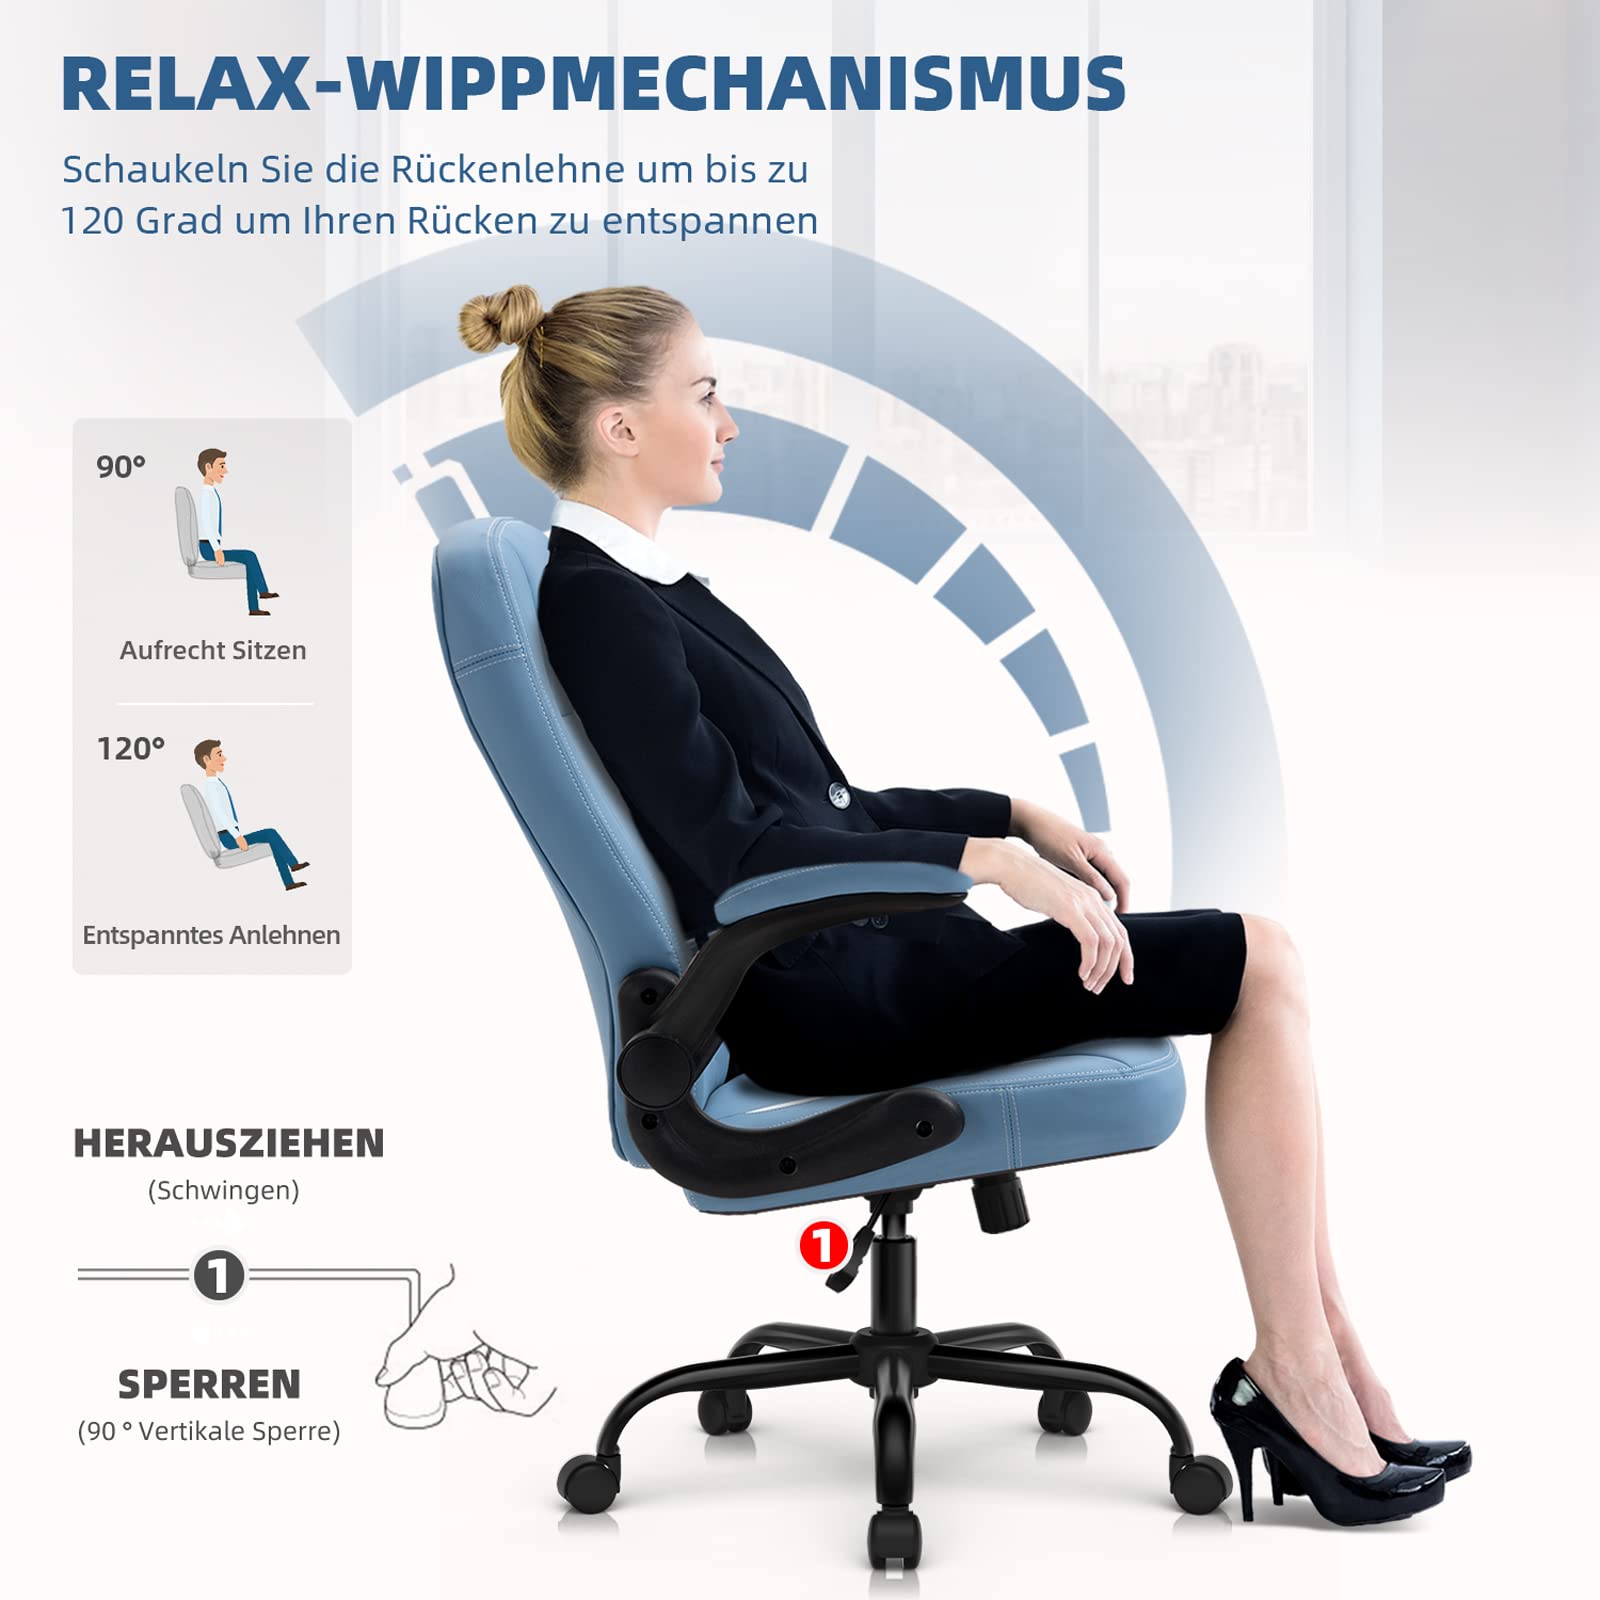 RELAX-WIPPMECHANISMUS
Schaukeln Sie die Rückenlehne um bis zu
120 Grad um Ihren Rücken zu entspannen
90°
Aufrecht Sitzen
120°
Entspanntes Anlehnen
HERAUSZIEHEN
(Schwingen)
1
SPERREN
(90 ° Vertikale Sperre)
1